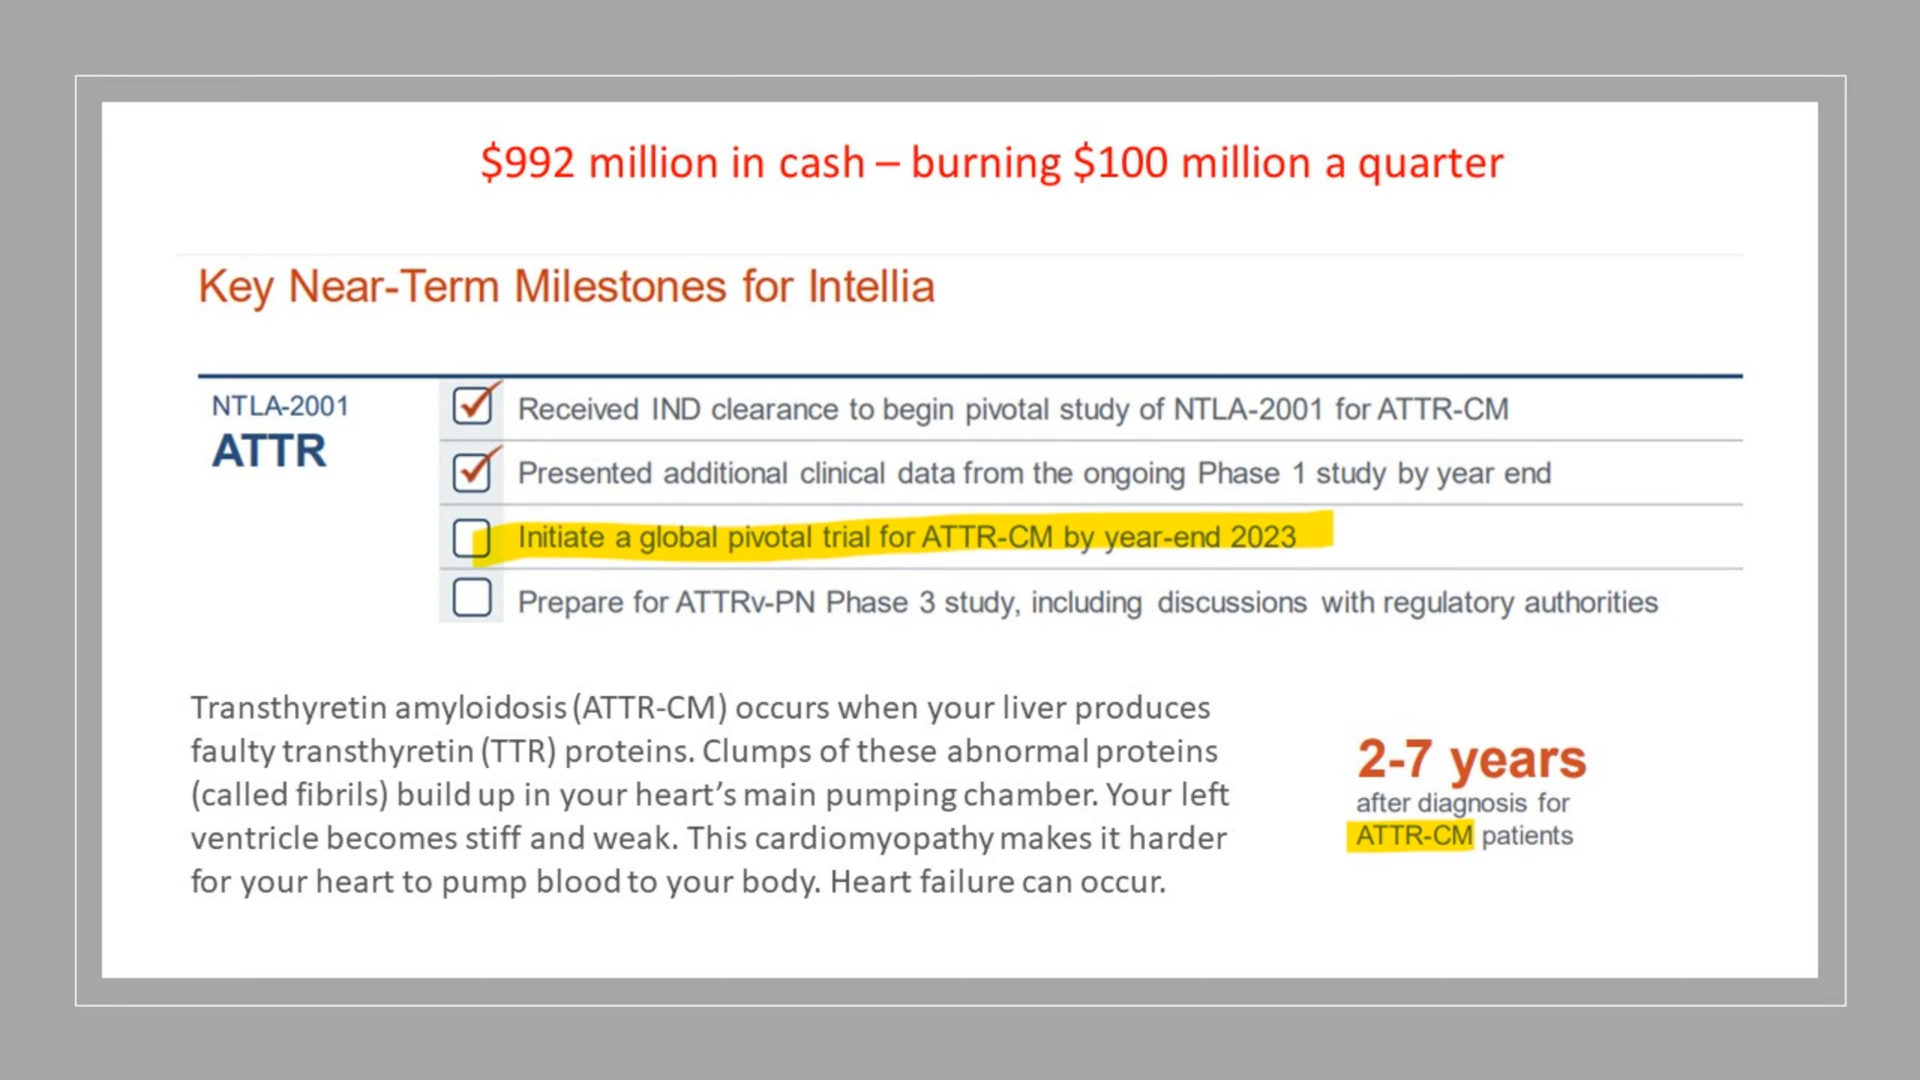 $992 million in cash – burning $100 million a quarter
Key Near-Term Milestones for Intellia
NTLA-2001
ATTR
Received IND clearance to begin pivotal study of NTLA-2001 for ATTR-CM
Presented additional clinical data from the ongoing Phase 1 study by year end
Initiate a global pivotal trial for ATTR-CM by year-end 2023
Prepare for ATTRv-PN Phase 3 study, including discussions with regulatory authorities
Transthyretin amyloidosis (ATTR-CM) occurs when your liver produces
faulty transthyretin (TTR) proteins. Clumps of these abnormal proteins
(called fibrils) build up in your heart’s main pumping chamber. Your left
ventricle becomes stiff and weak. This cardiomyopathy makes it harder
for your heart to pump blood to your body. Heart failure can occur.
2-7 years
after diagnosis for
ATTR-CM patients